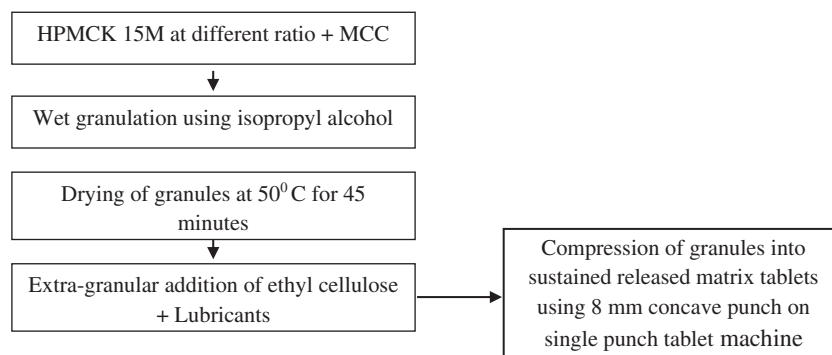 HPMCK 15M at different ratio + MCC
Wet granulation using isopropyl alcohol
Drying of granules at 50⁰ C for 45
minutes
Extra-granular addition of ethyl cellulose
+ Lubricants
Compression of granules into
sustained released matrix tablets
using 8 mm concave punch on
single punch tablet machine